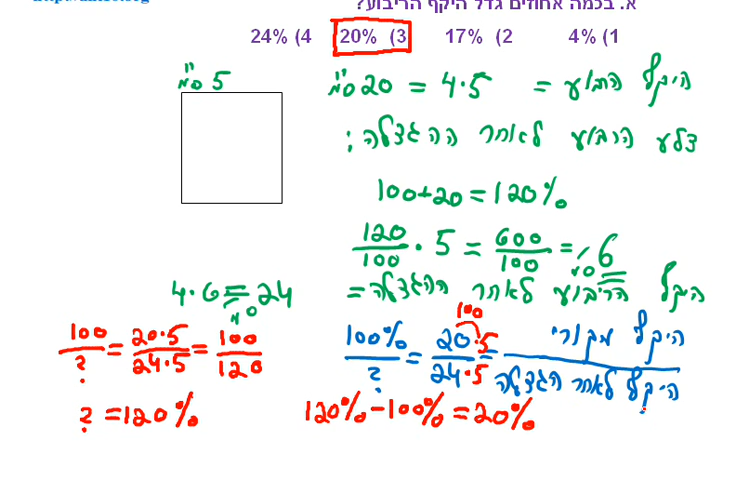 א. בכמה אחוזים גדל היקף הריבוע?
1) 4% 2) 17% 3) 20% 4) 24%
5 ס"מ
היקף הרבוע = 4·5 = 20 ס"מ
צלע הרבוע לאחר ההגדלה:
100+20=120%
120/100 · 5 = 600/100 = 6 ס"מ
היקף הריבוע לאחר ההגדלה= 4·6=24 ס"מ
100
100%/? = 20·5/24·5 = היקף מקורי/היקף לאחר הגדלה
100/? = 20·5/24·5 = 100/120
?=120%
120%-100%=20%